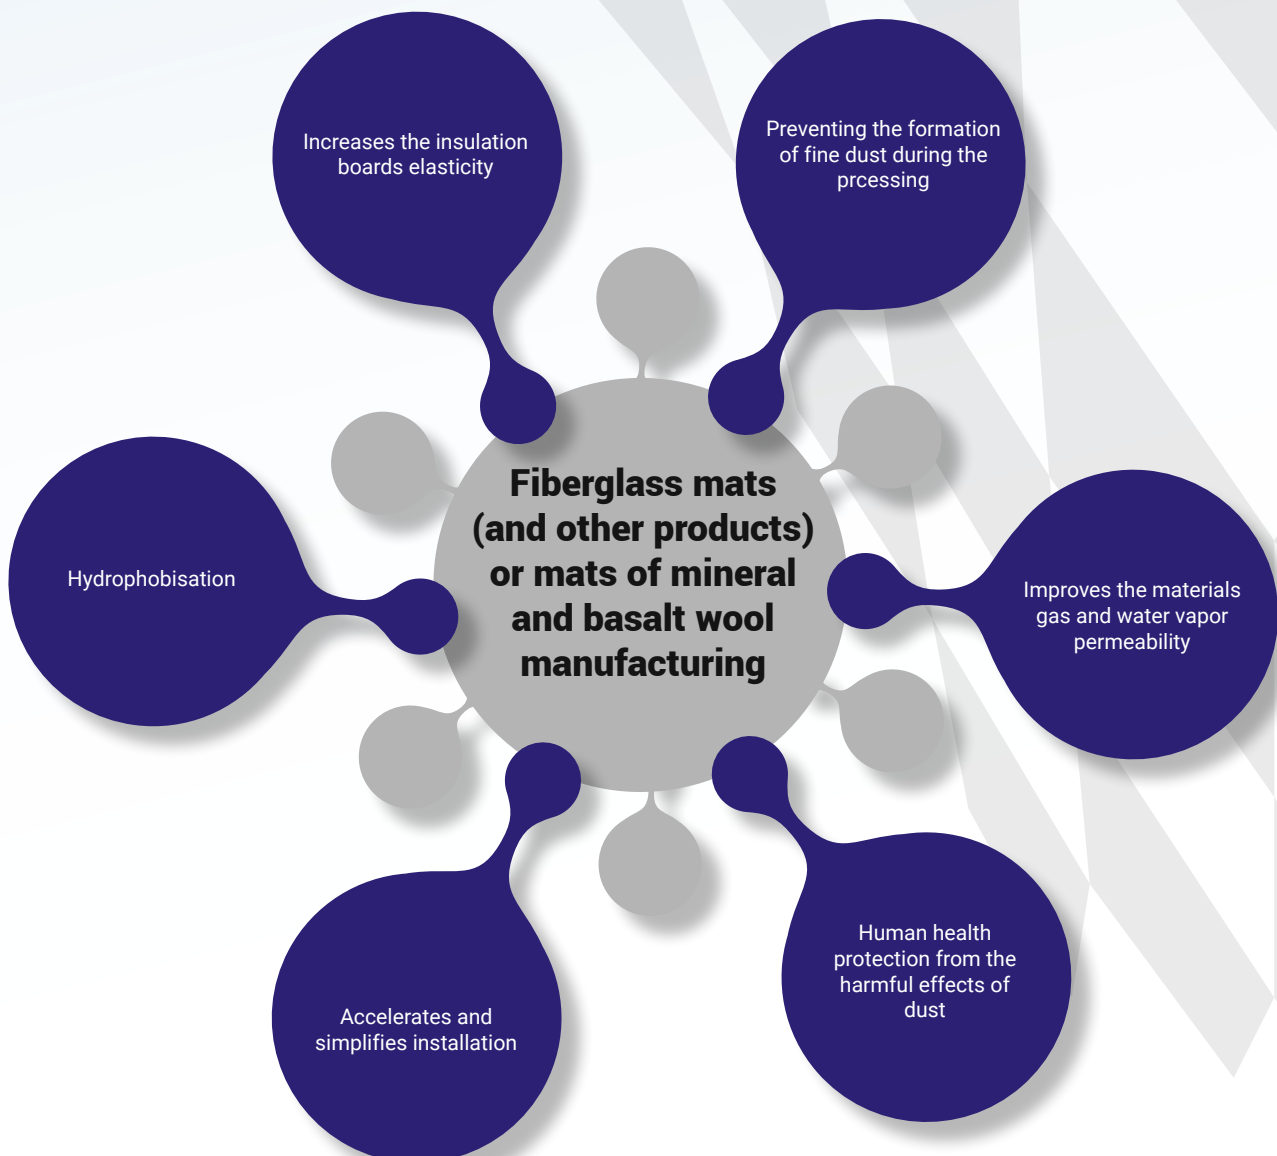 Increases the insulation
boards elasticity
Preventing the formation
of fine dust during the
prcessing
Fiberglass mats
(and other products)
or mats of mineral
and basalt wool
manufacturing
Hydrophobisation
Improves the materials
gas and water vapor
permeability
Accelerates and
simplifies installation
Human health
protection from the
harmful effects of
dust